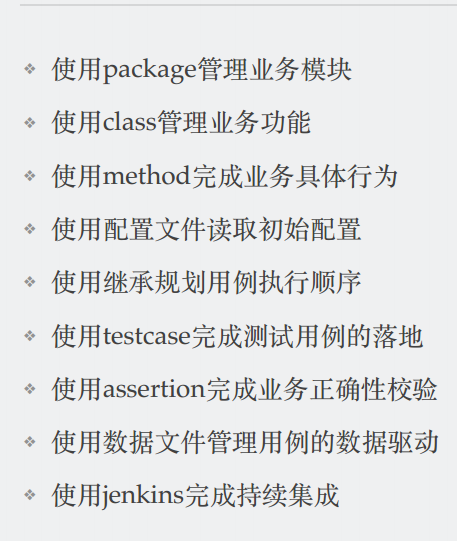 使用package管理业务模块
使用class管理业务功能
使用method完成业务具体行为
使用配置文件读取初始配置
使用继承规划用例执行顺序
使用testcase完成测试用例的落地
使用assertion完成业务正确性校验
使用数据文件管理用例的数据驱动
使用jenkins完成持续集成